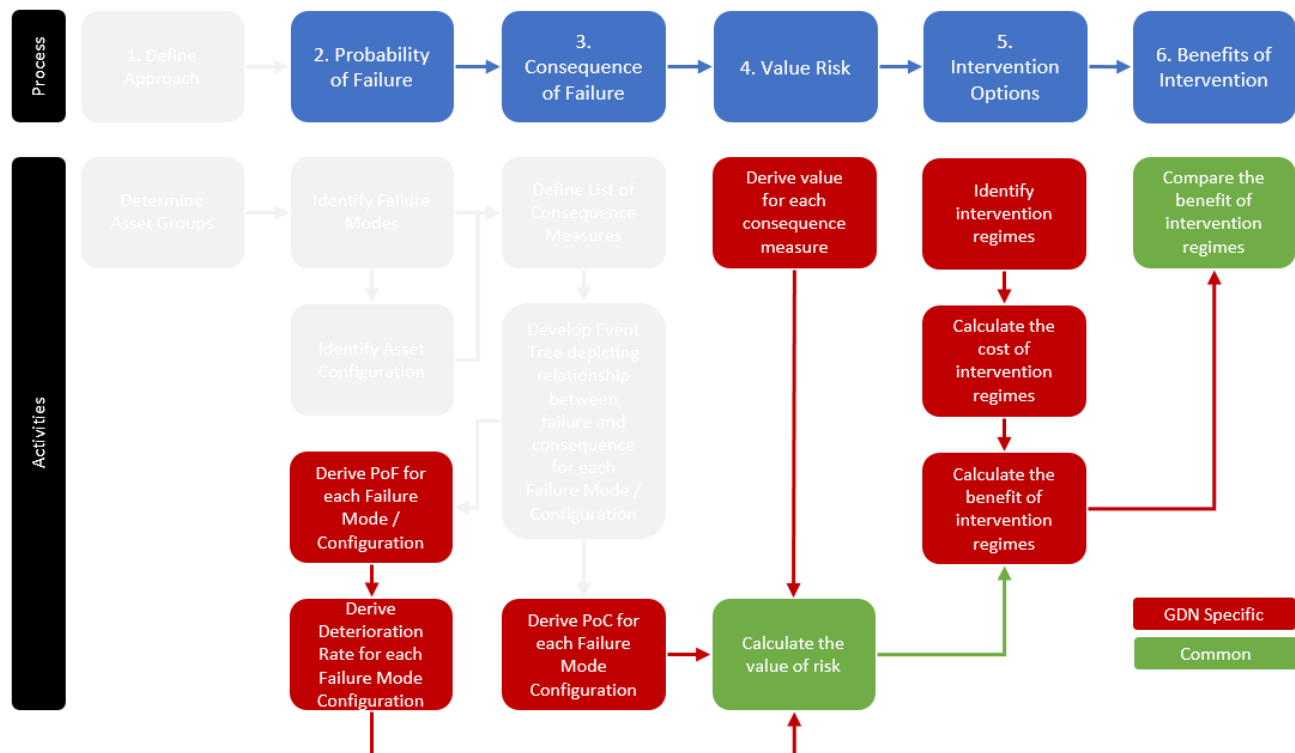 Process
1. Define
Approach
2. Probability
of Failure
3.
Consequence
of Failure
4. Value Risk
5.
Intervention
Options
6. Benefits of
Intervention
Activities
Determine
Asset Groups
Identify Failure
Modes
Identify Asset
Configuration
Derive PoF for
each Failure
Mode /
Configuration
Derive
Deterioration
Rate for each
Failure Mode
Configuration
Define List of
Consequence
Measures
Develop Event
Tree depicting
relationship
between
failure and
consequence
for each
Failure Mode /
Configuration
Derive PoC for
each Failure
Mode
Configuration
Derive value
for each
consequence
measure
Calculate the
value of risk
Identify
intervention
regimes
Calculate the
cost of
intervention
regimes
Calculate the
benefit of
intervention
regimes
Compare the
benefit of
intervention
regimes
GDN Specific
Common